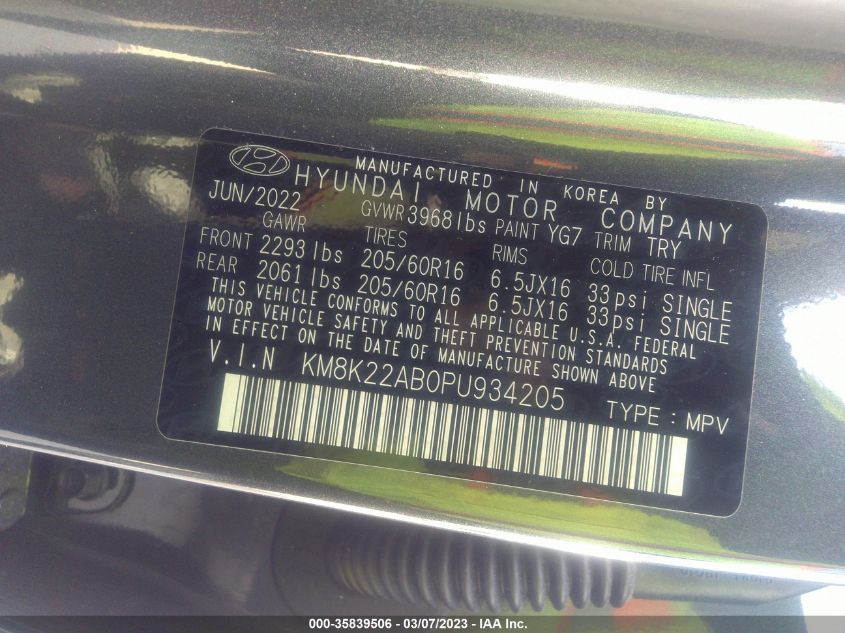 MANUFACTURED IN KOREA BY
HYUNDAI MOTOR COMPANY
JUN/2022 GVWR 3968 lbs PAINT YG7 TRIM TRY
GAWR TIRES RIMS COLD TIRE INFL
FRONT 2293 lbs 205/60R16 6.5JX16 33psi SINGLE
REAR 2061 lbs 205/60R16 6.5JX16 33psi SINGLE
THIS VEHICLE CONFORMS TO ALL APPLICABLE U.S.A. FEDERAL
MOTOR VEHICLE SAFETY AND THEFT PREVENTION STANDARDS
IN EFFECT ON THE DATE OF MANUFACTURE SHOWN ABOVE
V.I.N KM8K22AB0PU934205
TYPE : MPV
000-35839506 - 03/07/2023 - IAA Inc.